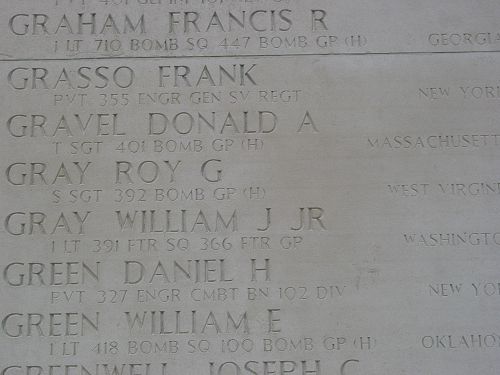 GRAHAM FRANCIS R
1 LT 710 BOMB SQ 447 BOMB GP (H) GEORGIA
GRASSO FRANK
PVT 355 ENGR GEN SV REGT NEW YOR
GRAVEL DONALD A
T SGT 401 BOMB GP (H) MASSACHUSETT
GRAY ROY G
S SGT 392 BOMB GP (H) WEST VIRGIN
GRAY WILLIAM J JR
1 LT 391 FTR SQ 366 FTR GP WASHINGTO
GREEN DANIEL H
PVT 327 ENGR CMBT BN 102 DIV NEW YO
GREEN WILLIAM E
1 LT 418 BOMB SQ 100 BOMB GP (H) OKLAHO
GREENWELL JOSEPH C